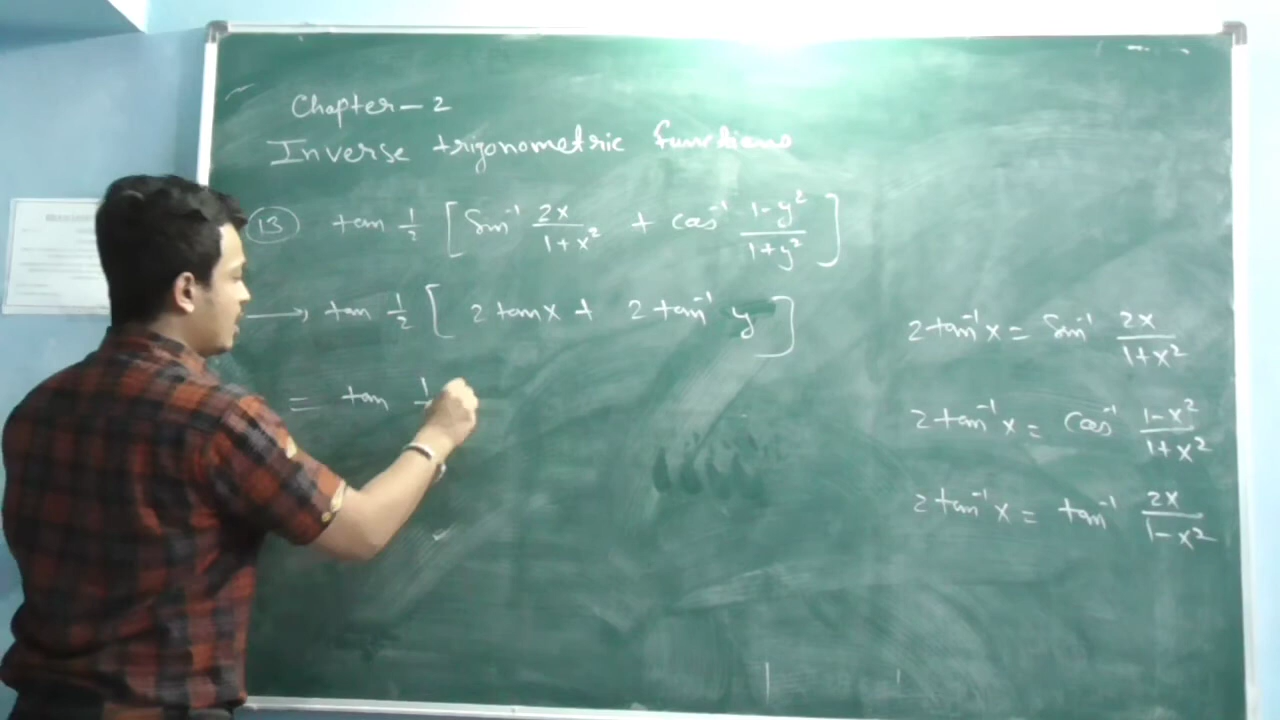 Chapter - 2
Inverse trigonometric functions
13 tan 1/2 [ Sin⁻¹ 2x/1+x² + Cos⁻¹ 1-y²/1+y² ]
→ tan 1/2 [ 2 tanx + 2 tan⁻¹ y ]
= tan 1
2 tan⁻¹ x = Sin⁻¹ 2x/1+x²
2 tan⁻¹ x = Cos⁻¹ 1-x²/1+x²
2 tan⁻¹ x = tan⁻¹ 2x/1-x²